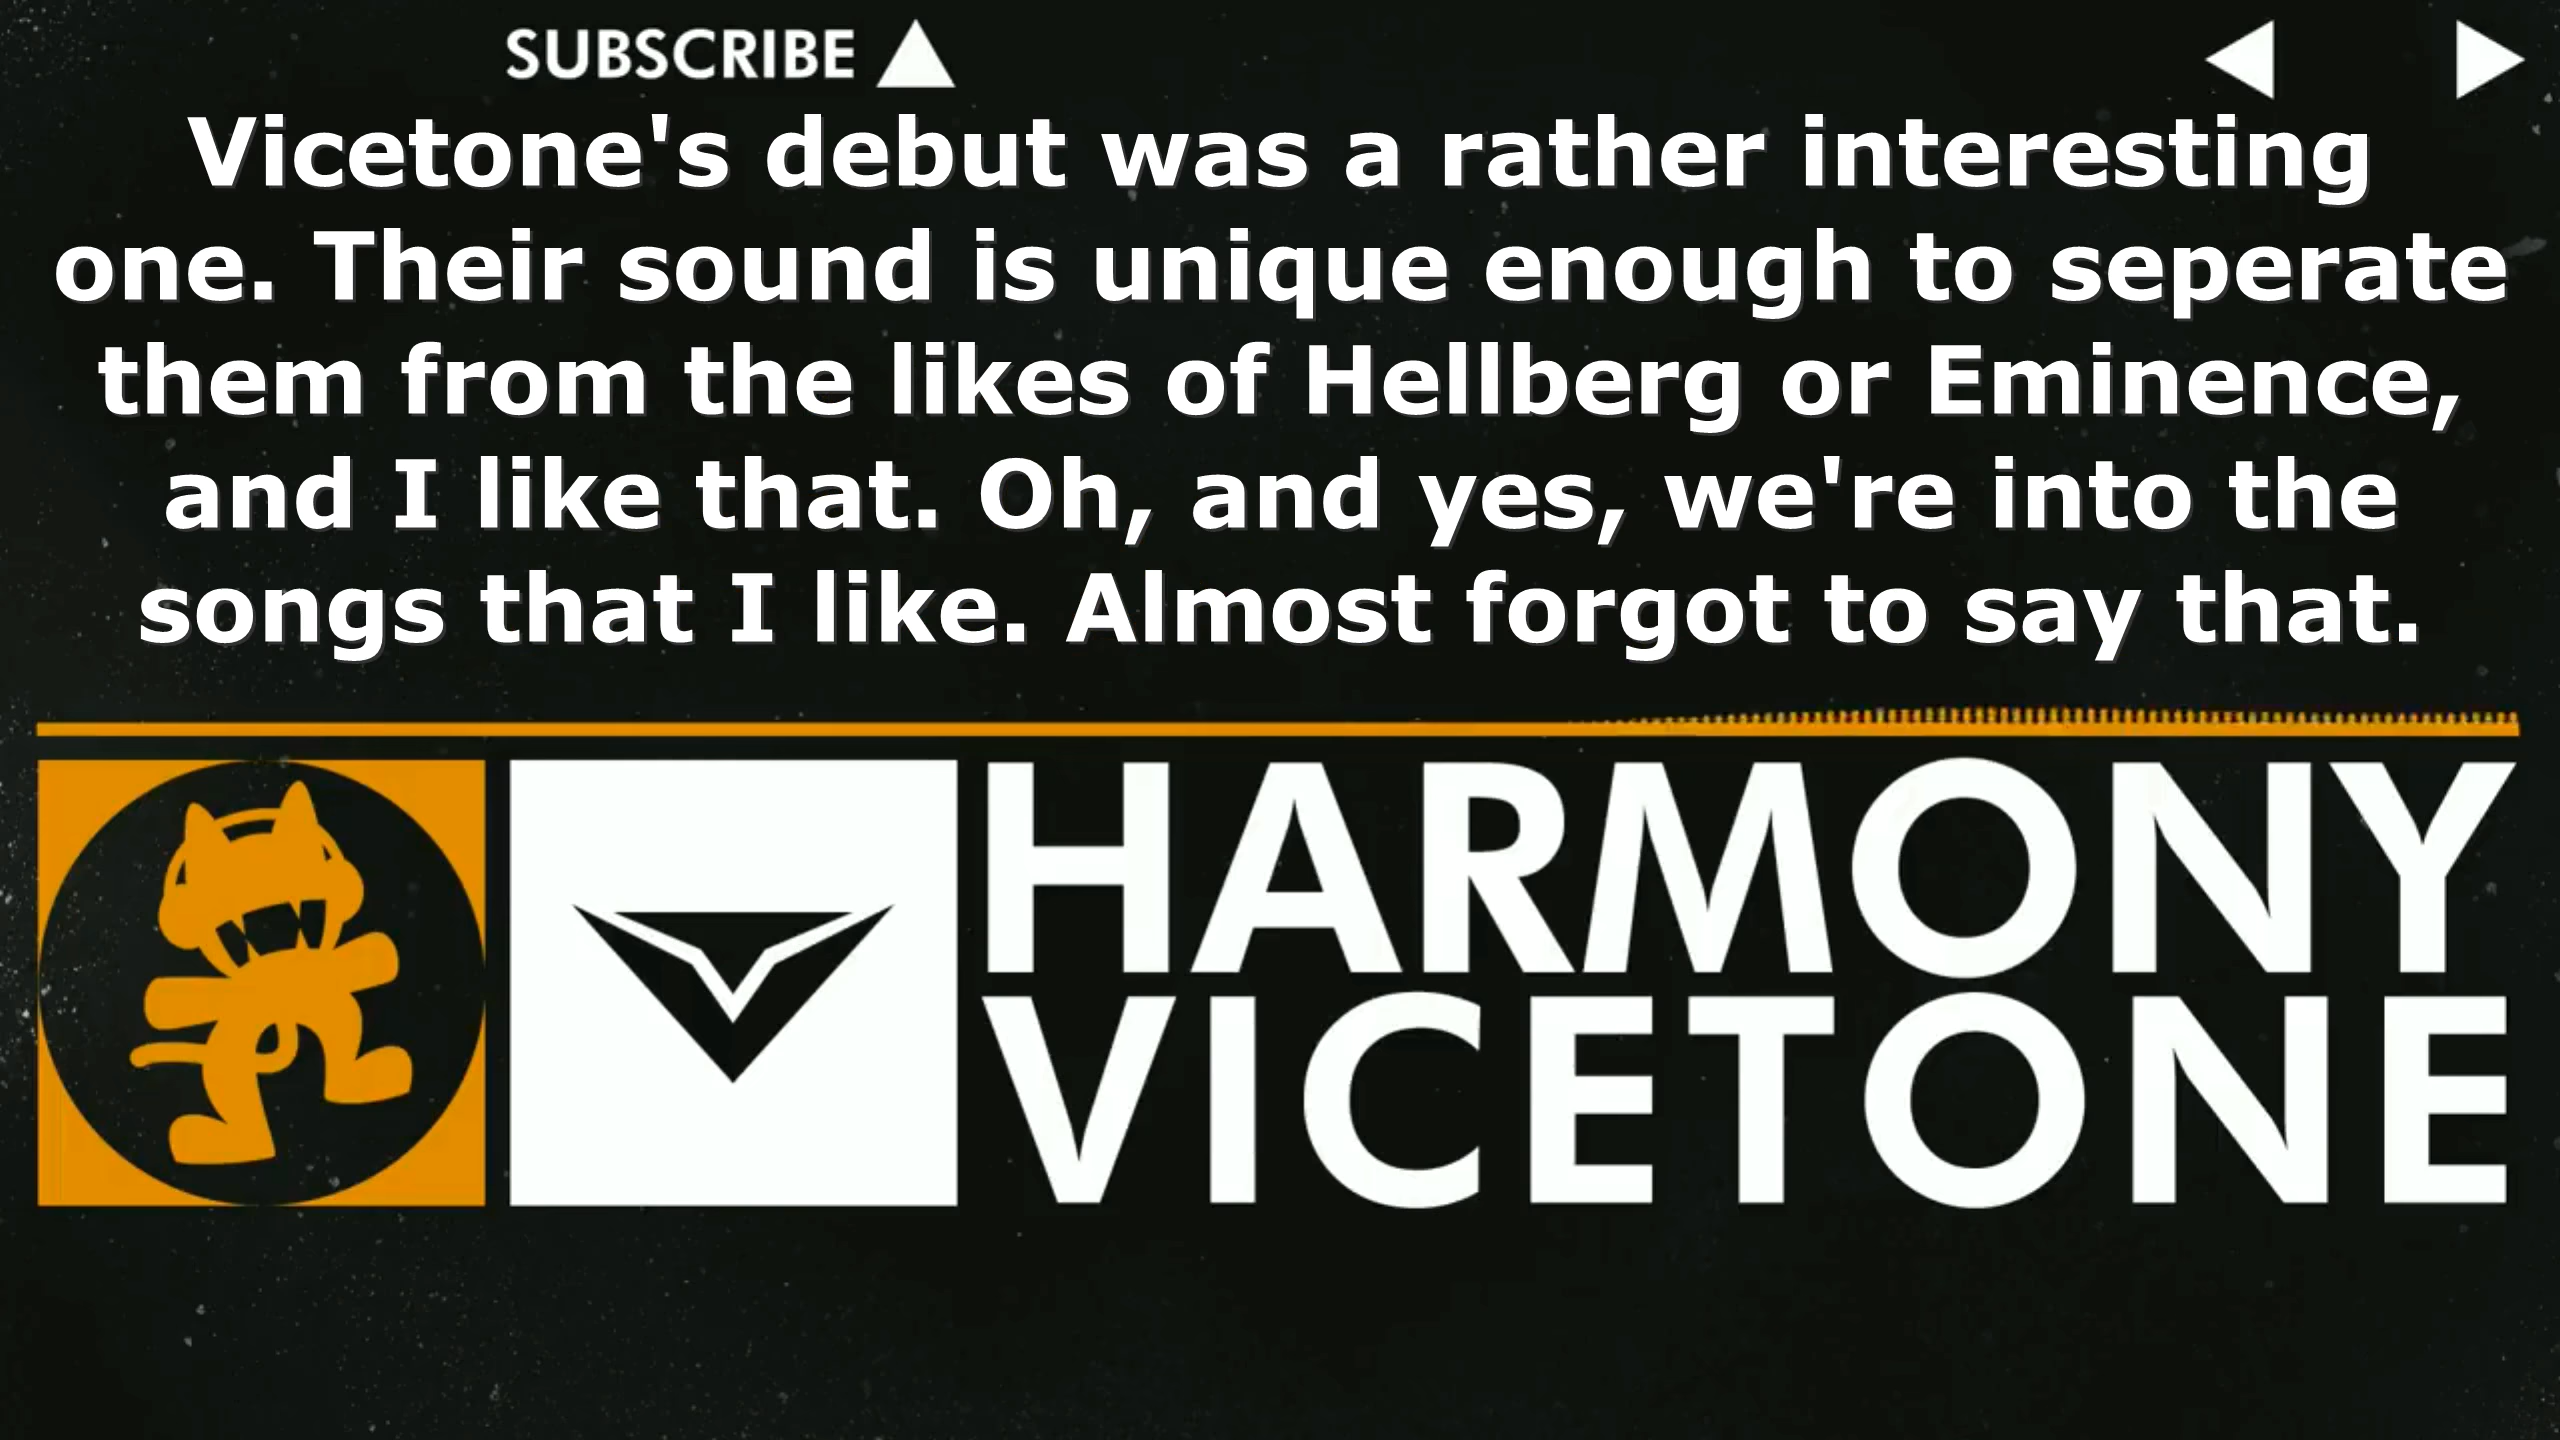 SUBSCRIBE
Vicetone's debut was a rather interesting
one. Their sound is unique enough to seperate
them from the likes of Hellberg or Eminence,
and I like that. Oh, and yes, we're into the
songs that I like. Almost forgot to say that.
HARMONY
VICETONE